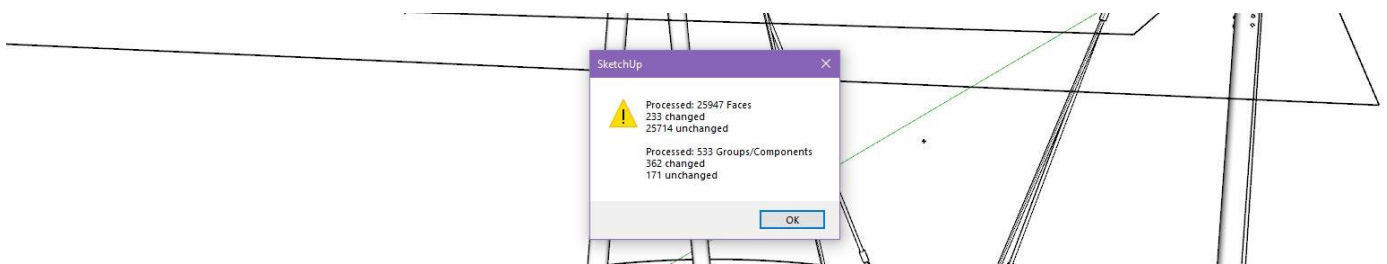 SketchUp
Processed: 25947 Faces
233 changed
25714 unchanged
Processed: 533 Groups/Components
362 changed
171 unchanged
OK